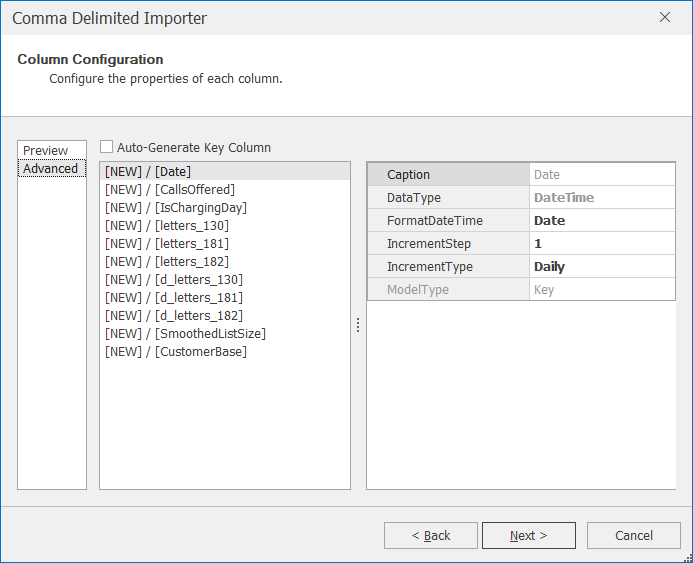 Comma Delimited Importer
Column Configuration
Configure the properties of each column.
Preview
Advanced
Auto-Generate Key Column
[NEW] / [Date]
[NEW] / [CallsOffered]
[NEW] / [IsChargingDay]
[NEW] / [letters_130]
[NEW] / [letters_181]
[NEW] / [letters_182]
[NEW] / [d_letters_130]
[NEW] / [d_letters_181]
[NEW] / [d_letters_182]
[NEW] / [SmoothedListSize]
[NEW] / [CustomerBase]
Caption Date
DataType DateTime
FormatDateTime Date
IncrementStep 1
IncrementType Daily
ModelType Key
< Back Next > Cancel